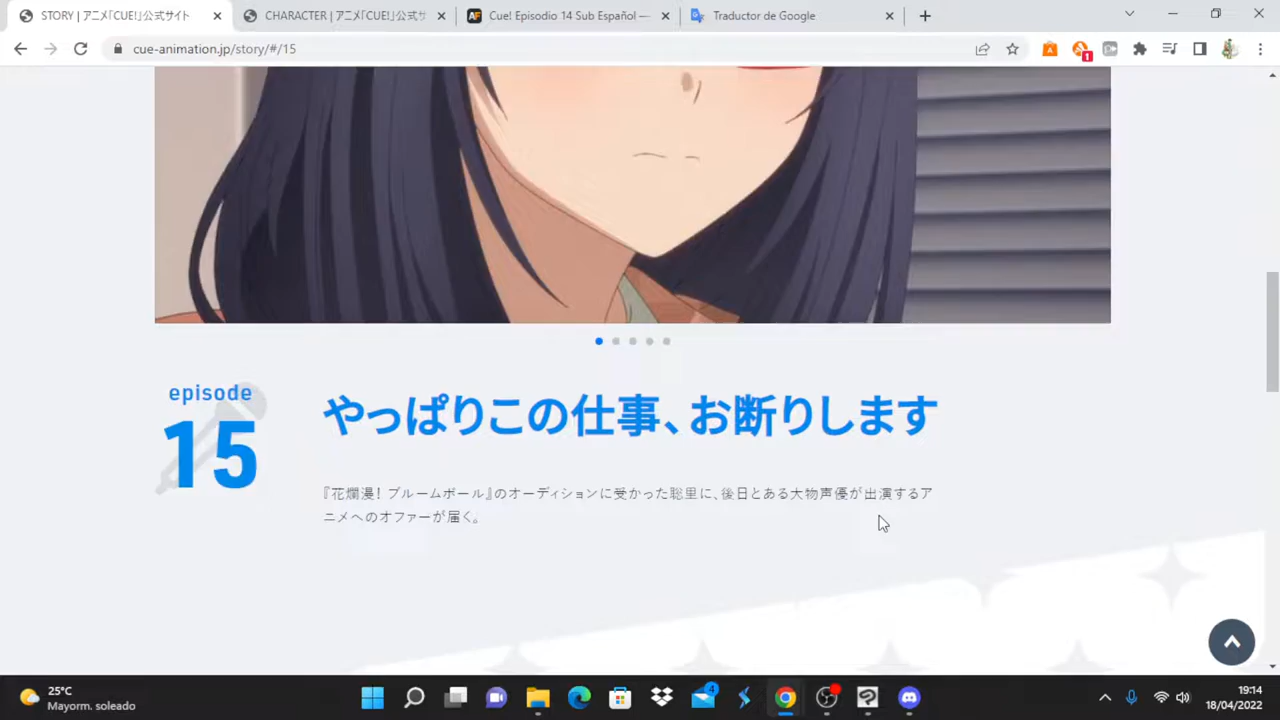 STORY | アニメ「CUE!」公式サイト
CHARACTER | アニメ「CUE!」公式サ
Cue! Episodio 14 Sub Español —
Traductor de Google
cue-animation.jp/story/#/15
1
episode
15
やっぱりこの仕事、お断りします
『花爛漫! ブルームボール』のオーディションに受かった聡里に、後日とある大物声優が出演するア
ニメへのオファーが届く。
25°C
Mayorm. soleado
4
19:14
18/04/2022